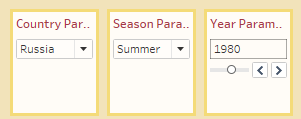 Country Par..
Season Para..
Year Param..
Russia
Summer
1980